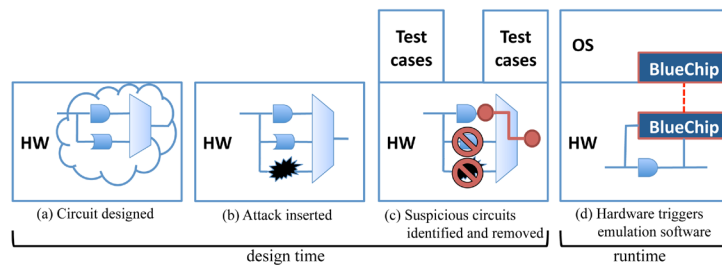 Test
cases
Test
cases
OS
BlueChip
HW
HW
HW
HW
BlueChip
(a) Circuit designed
(b) Attack inserted
(c) Suspicious circuits
identified and removed
(d) Hardware triggers
emulation software
design time
runtime